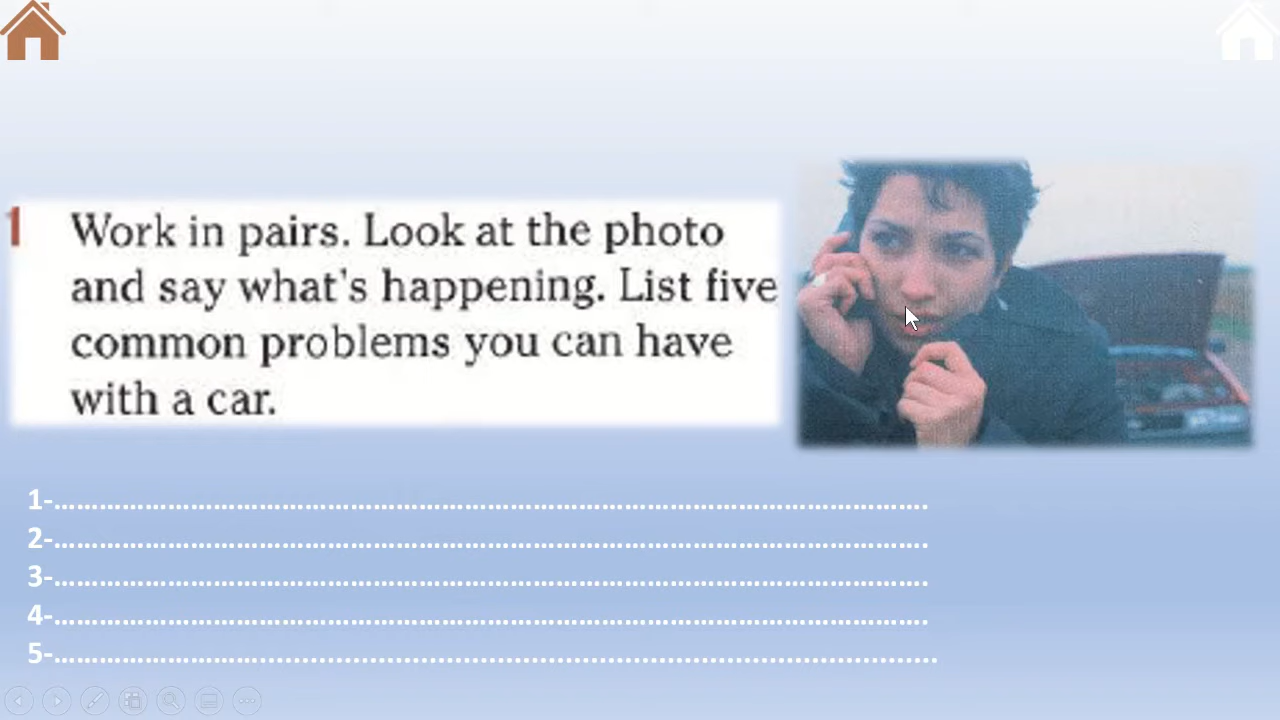 1 Work in pairs. Look at the photo
and say what's happening. List five
common problems you can have
with a car.
1-……………………………………………………………………………………………….
2-……………………………………………………………………………………………….
3-……………………………………………………………………………………………….
4-……………………………………………………………………………………………….
5-……………………………………………………………………………………………….